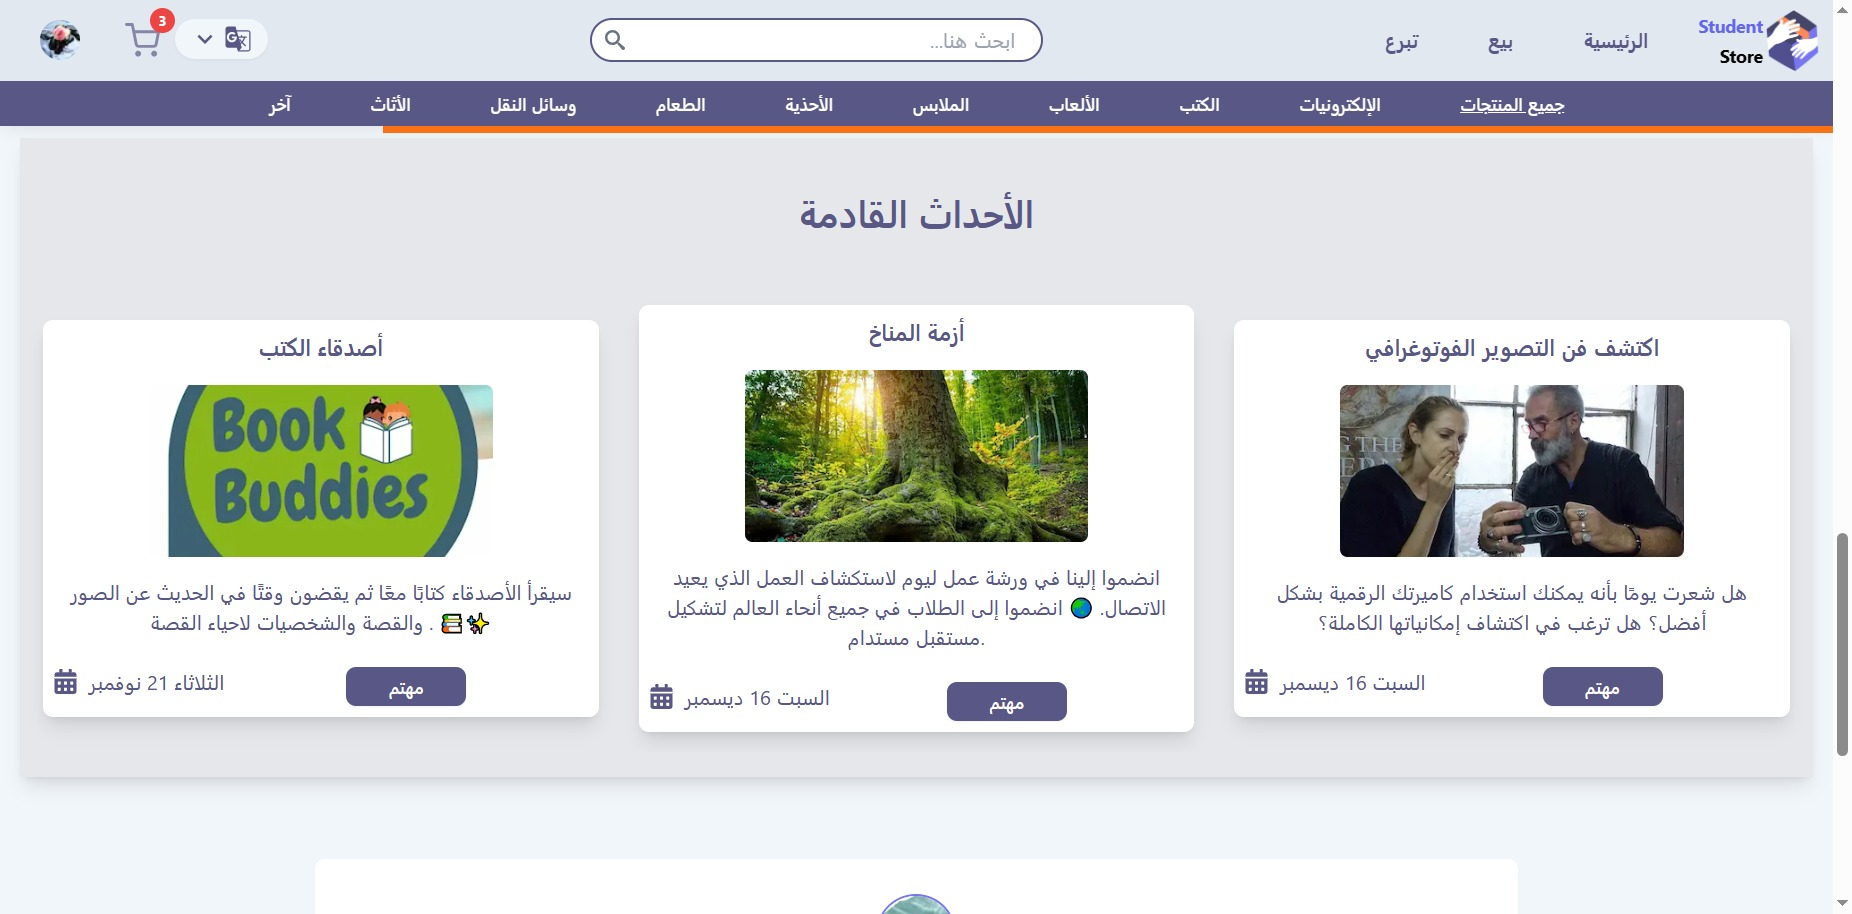 Student
Store
الرئيسية
بيع
تبرع
ابحث هنا...
3
جميع المنتجات
الإلكترونيات
الكتب
الألعاب
الملابس
الأحذية
الطعام
وسائل النقل
الأثاث
آخر
الأحداث القادمة
اكتشف فن التصوير الفوتوغرافي
هل شعرت يومًا بأنه يمكنك استخدام كاميرتك الرقمية بشكل
أفضل؟ هل ترغب في اكتشاف إمكانياتها الكاملة؟
مهتم
السبت 16 ديسمبر
أزمة المناخ
انضموا إلينا في ورشة عمل ليوم لاستكشاف العمل الذي يعيد
الاتصال. 🌏 انضموا إلى الطلاب في جميع أنحاء العالم لتشكيل
.مستقبل مستدام
مهتم
السبت 16 ديسمبر
أصدقاء الكتب
Book
Buddies
سيقرأ الأصدقاء كتابًا معًا ثم يقضون وقتًا في الحديث عن الصور
والقصة والشخصيات لاحياء القصة . 📚✨
مهتم
الثلاثاء 21 نوفمبر